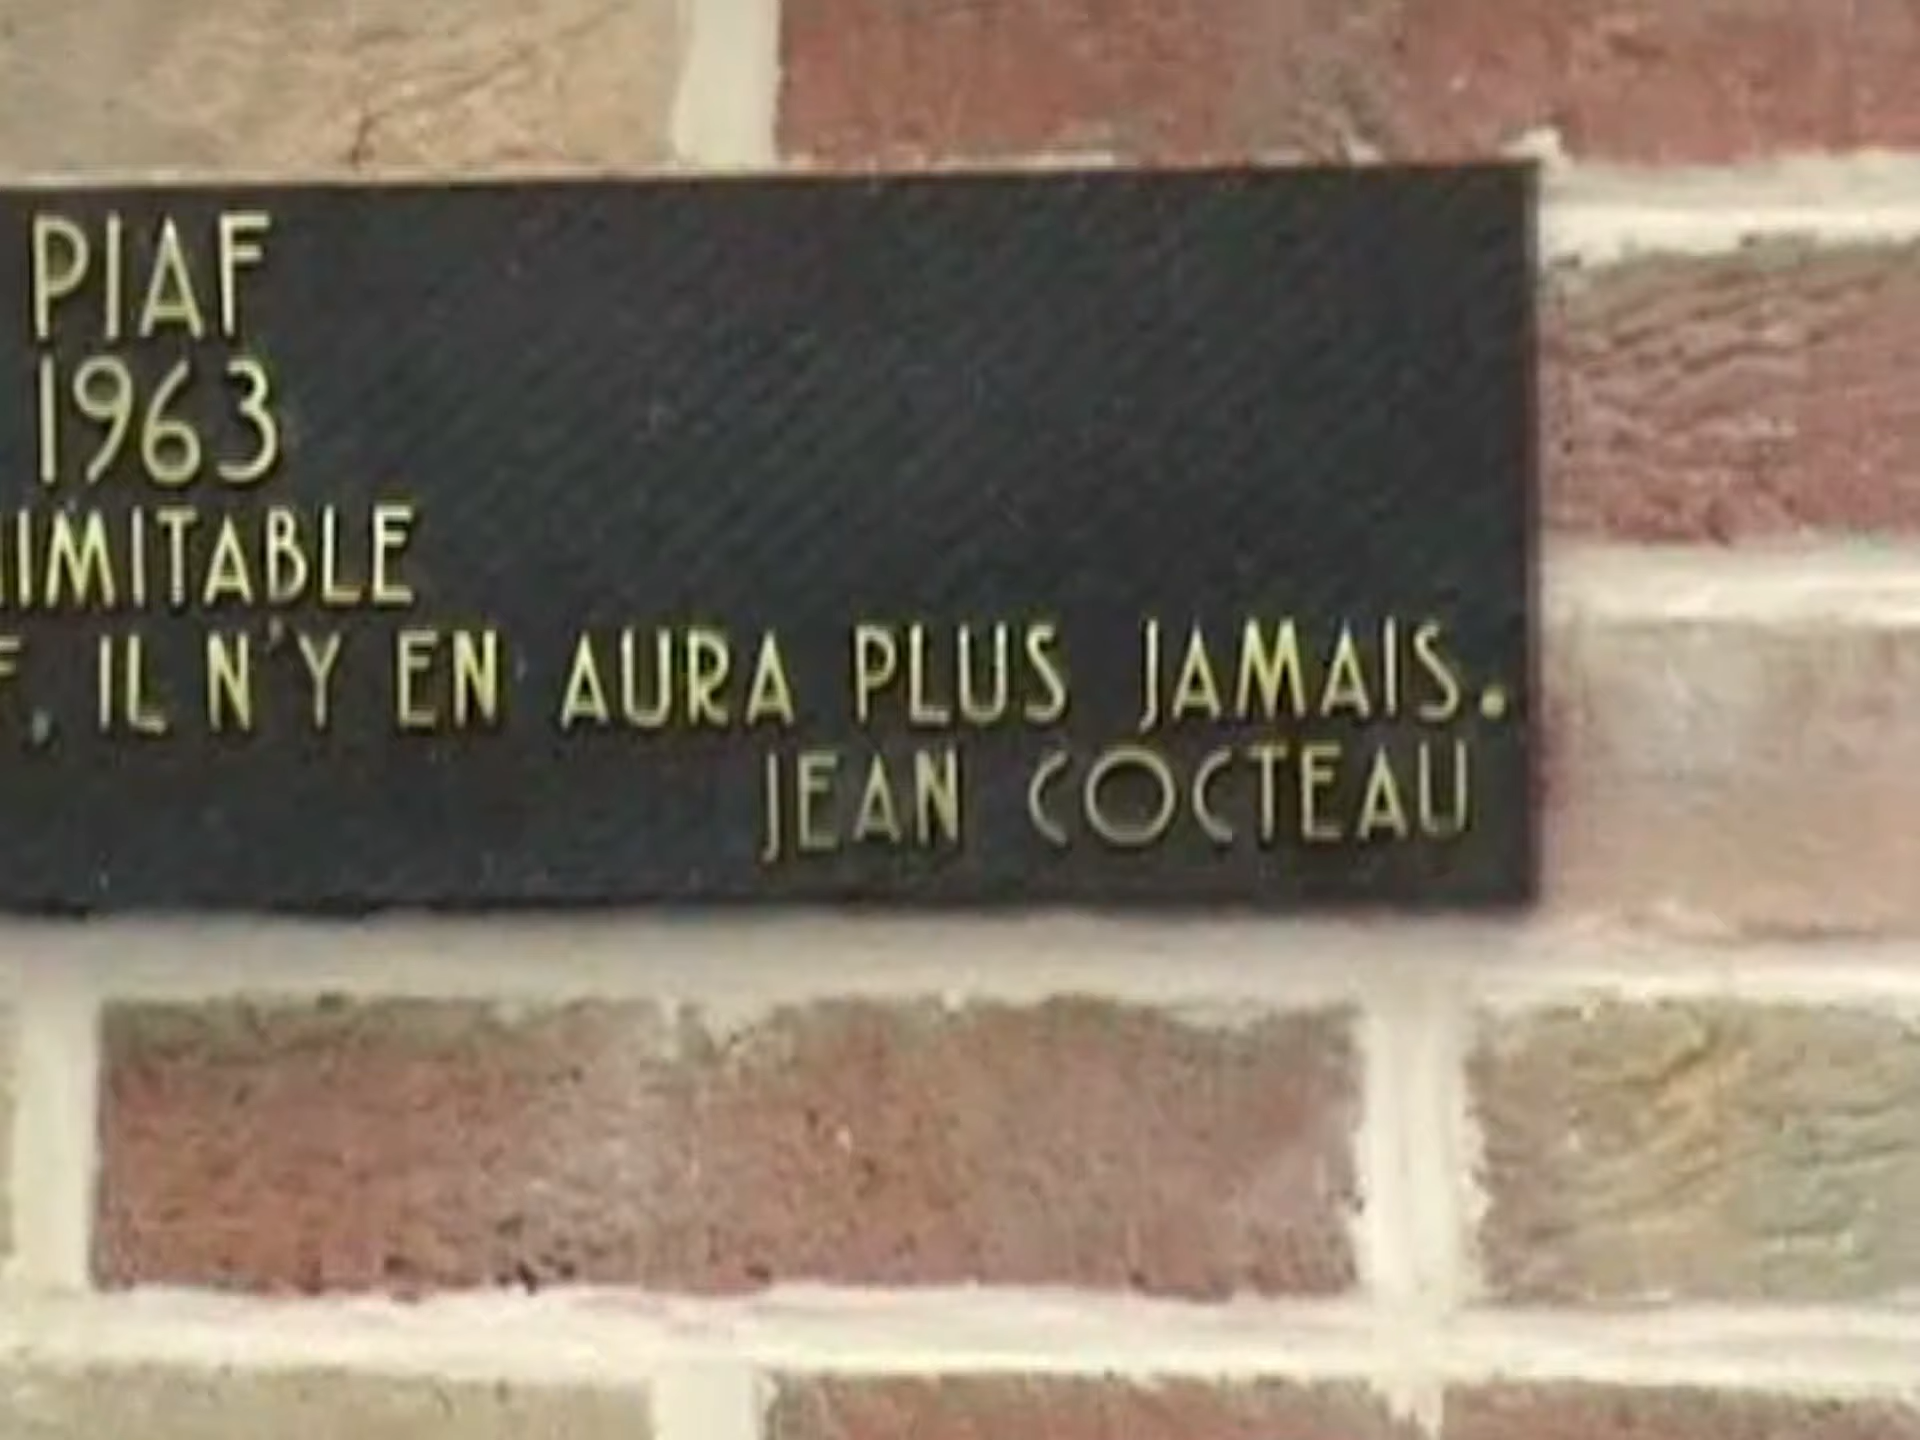 PIAF
1963
IMITABLE
F, IL N'Y EN AURA PLUS JAMAIS.
JEAN COCTEAU